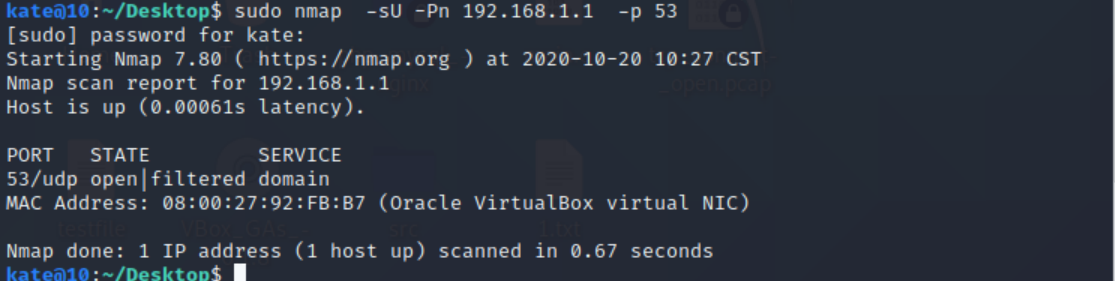 kate@10:~/Desktop$ sudo nmap  -sU -Pn 192.168.1.1  -p 53
[sudo] password for kate:
Starting Nmap 7.80 ( https://nmap.org ) at 2020-10-20 10:27 CST
Nmap scan report for 192.168.1.1
Host is up (0.00061s latency).

PORT   STATE         SERVICE
53/udp open|filtered domain
MAC Address: 08:00:27:92:FB:B7 (Oracle VirtualBox virtual NIC)

Nmap done: 1 IP address (1 host up) scanned in 0.67 seconds
kate@10:~/Desktop$